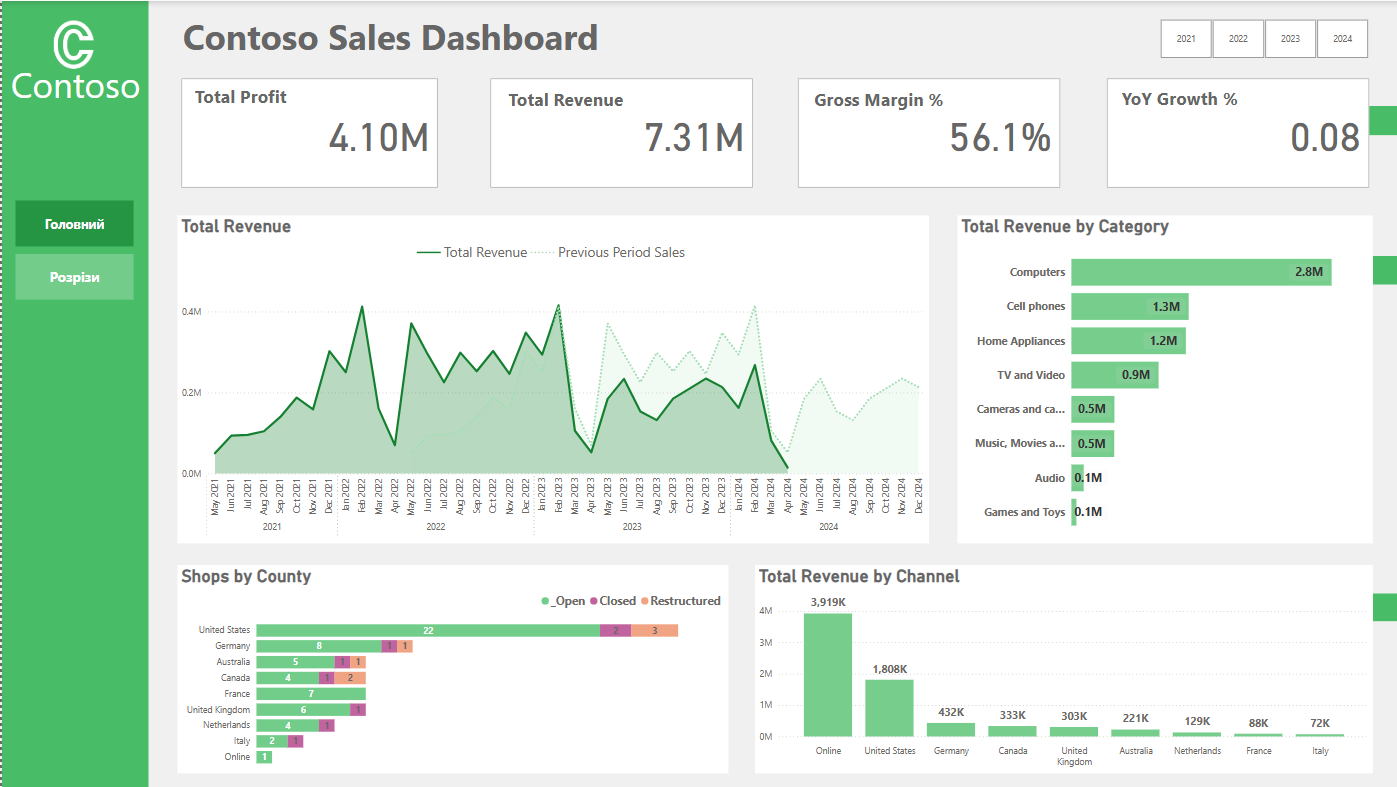 Contoso
Головний
Розрізи
Contoso Sales Dashboard
2021 2022 2023 2024
Total Profit
4.10M
Total Revenue
7.31M
Gross Margin %
56.1%
YoY Growth %
0.08
Total Revenue
Total Revenue Previous Period Sales
0.4M
0.2M
0.0M
May 2021 Jun 2021 Jul 2021 Aug 2021 Sep 2021 Oct 2021 Nov 2021 Dec 2021 Jan 2022 Feb 2022 Mar 2022 Apr 2022 May 2022 Jun 2022 Jul 2022 Aug 2022 Sep 2022 Oct 2022 Nov 2022 Dec 2022 Jan 2023 Feb 2023 Mar 2023 Apr 2023 May 2023 Jun 2023 Jul 2023 Aug 2023 Sep 2023 Oct 2023 Nov 2023 Dec 2023 Jan 2024 Feb 2024 Mar 2024 Apr 2024 May 2024 Jun 2024 Jul 2024 Aug 2024 Sep 2024 Oct 2024 Nov 2024 Dec 2024
2021 2022 2023 2024
Total Revenue by Category
Computers 2.8M
Cell phones 1.3M
Home Appliances 1.2M
TV and Video 0.9M
Cameras and ca... 0.5M
Music, Movies a... 0.5M
Audio 0.1M
Games and Toys 0.1M
Shops by County
_Open Closed Restructured
United States 22 2 3
Germany 8 1 1
Australia 5 1 1
Canada 4 1 2
France 7
United Kingdom 6 1
Netherlands 4 1
Italy 2 1
Online 1
Total Revenue by Channel
4M
3M
2M
1M
0M
3,919K 1,808K 432K 333K 303K 221K 129K 88K 72K
Online United States Germany Canada United Australia Netherlands France Italy
Kingdom